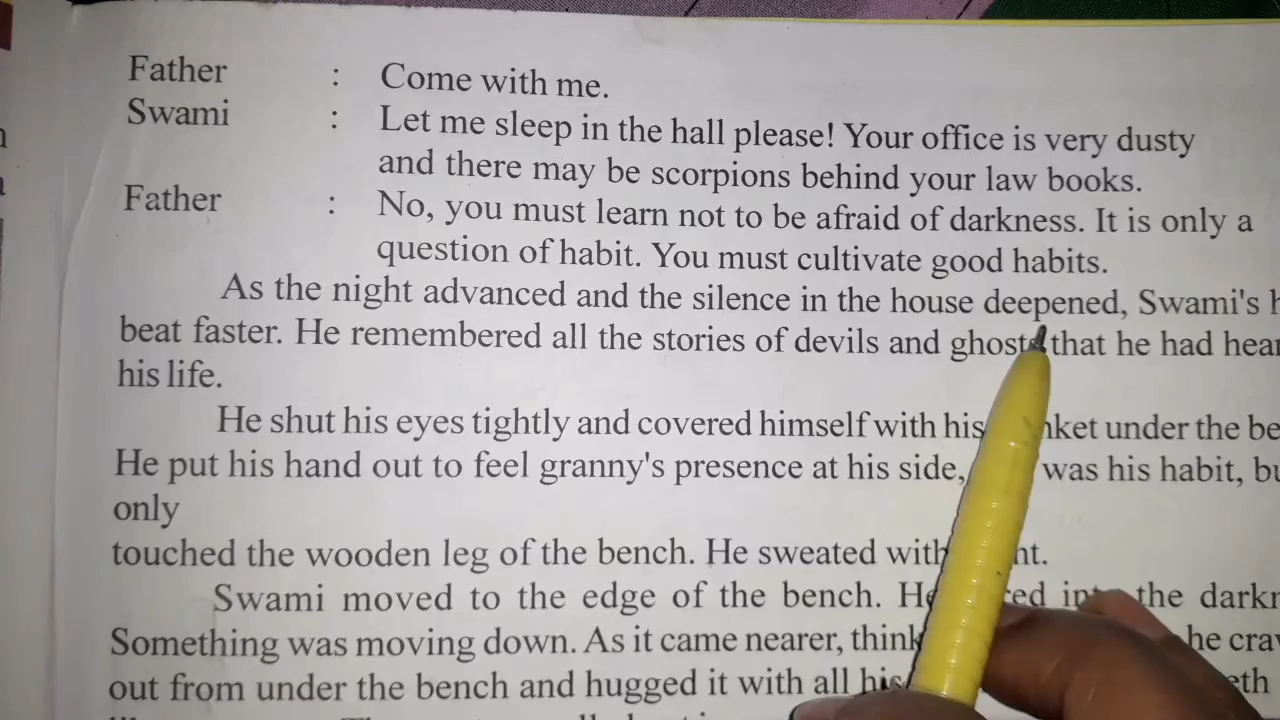 Father : Come with me.
Swami : Let me sleep in the hall please! Your office is very dusty
and there may be scorpions behind your law books.
Father : No, you must learn not to be afraid of darkness. It is only a
question of habit. You must cultivate good habits.
As the night advanced and the silence in the house deepened, Swami's
beat faster. He remembered all the stories of devils and ghosts that he had
his life.
He shut his eyes tightly and covered himself with his under the
He put his hand out to feel granny's presence at his side, was his habit,
only
touched the wooden leg of the bench. He sweated with
Swami moved to the edge of the bench. the
Something was moving down. As it came nearer, he
out from under the bench and hugged it with all his